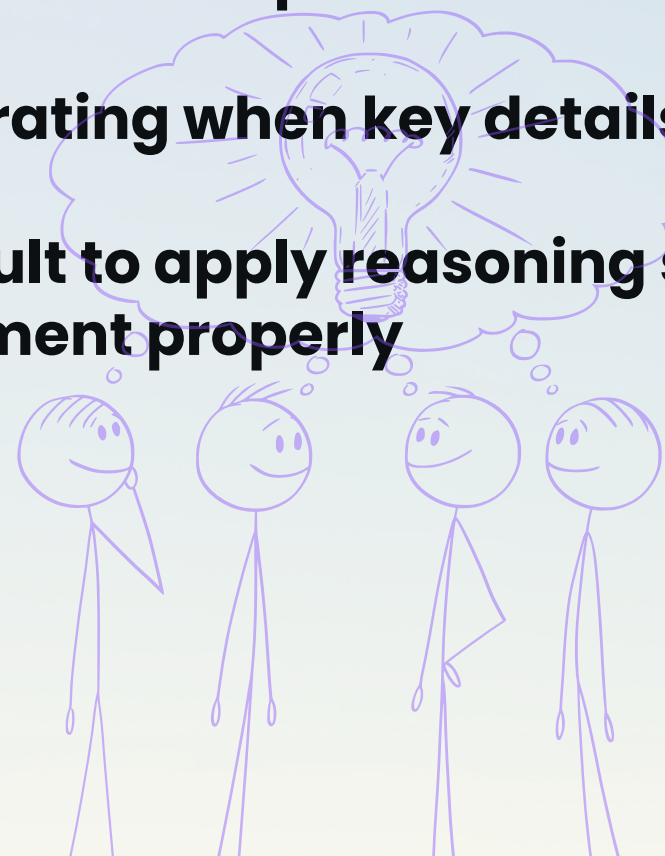 rating when key details
ult to apply reasoning s
ment properly